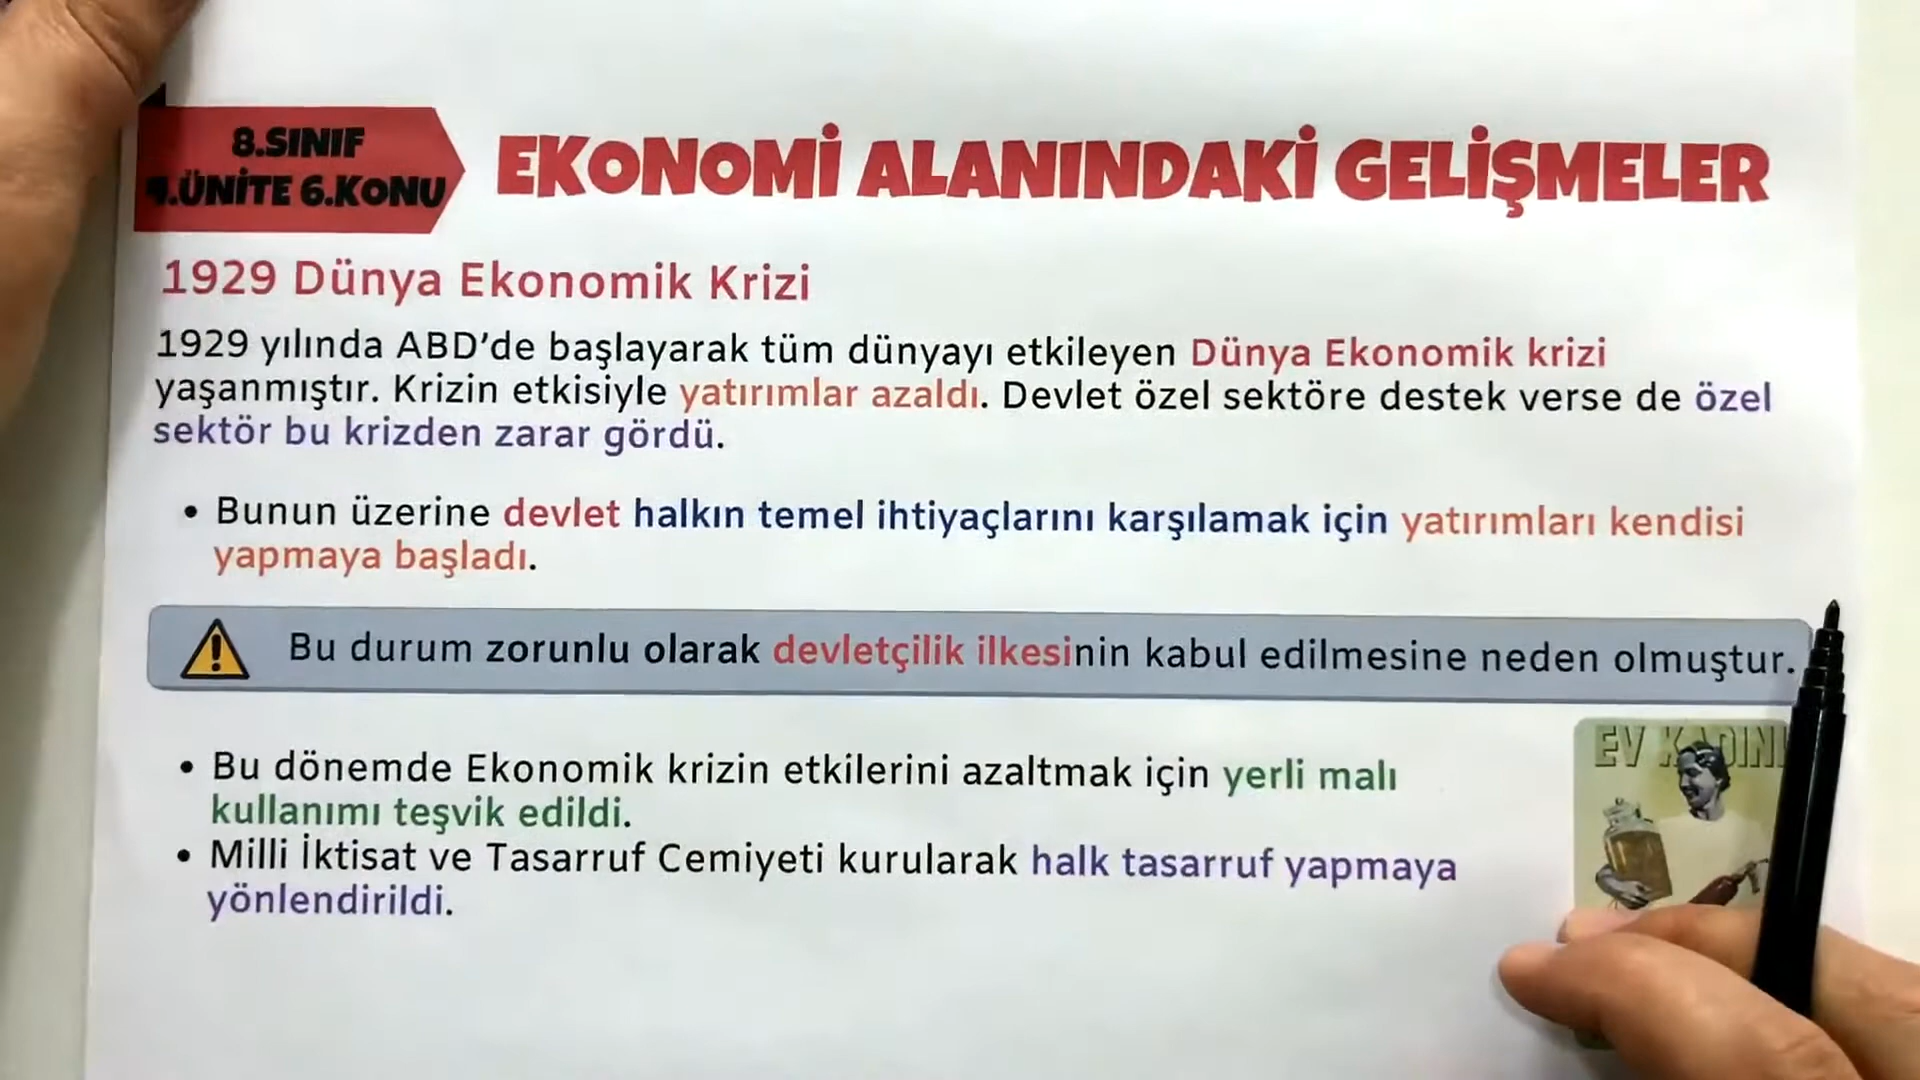 8.SINIF
4.ÜNİTE 6.KONU
EKONOMİ ALANINDAKİ GELİŞMELER
1929 Dünya Ekonomik Krizi
1929 yılında ABD'de başlayarak tüm dünyayı etkileyen Dünya Ekonomik krizi
yaşanmıştır. Krizin etkisiyle yatırımlar azaldı. Devlet özel sektöre destek verse de özel
sektör bu krizden zarar gördü.
• Bunun üzerine devlet halkın temel ihtiyaçlarını karşılamak için yatırımları kendisi
yapmaya başladı.
Bu durum zorunlu olarak devletçilik ilkesinin kabul edilmesine neden olmuştur.
• Bu dönemde Ekonomik krizin etkilerini azaltmak için yerli malı
kullanımı teşvik edildi.
• Milli İktisat ve Tasarruf Cemiyeti kurularak halk tasarruf yapmaya
yönlendirildi.
EV KADINI